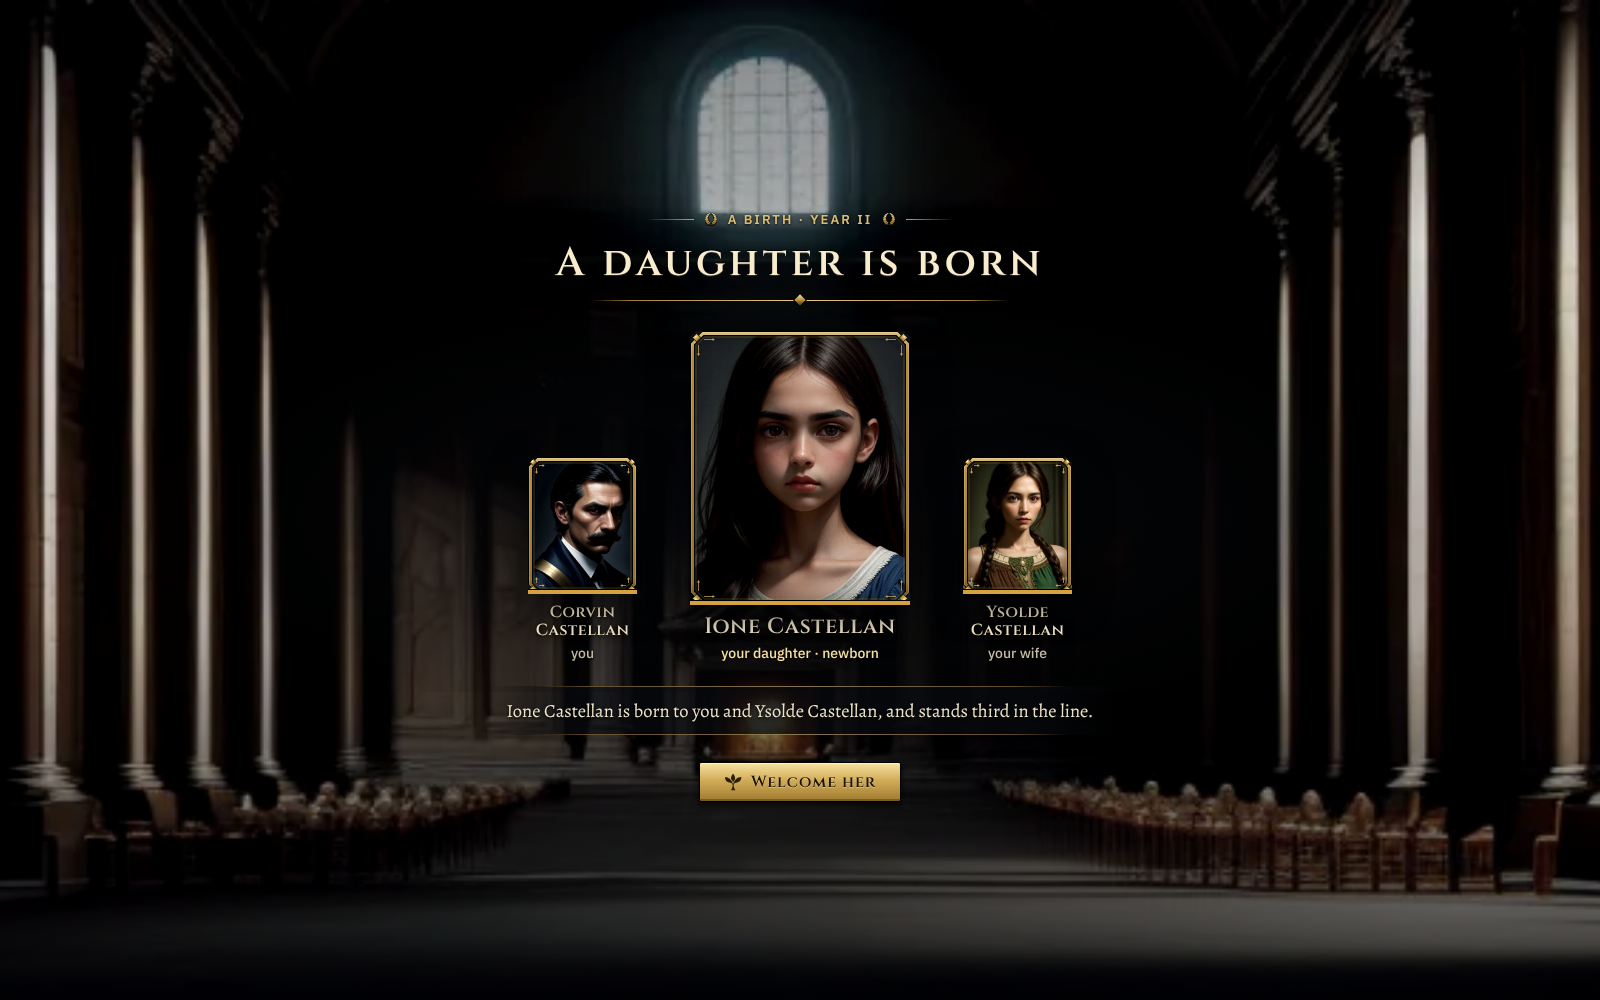 A BIRTH · YEAR II
A DAUGHTER IS BORN
CORVIN
CASTELLAN
you
IONE CASTELLAN
your daughter · newborn
YSOLDE
CASTELLAN
your wife
Ione Castellan is born to you and Ysolde Castellan, and stands third in the line.
WELCOME HER